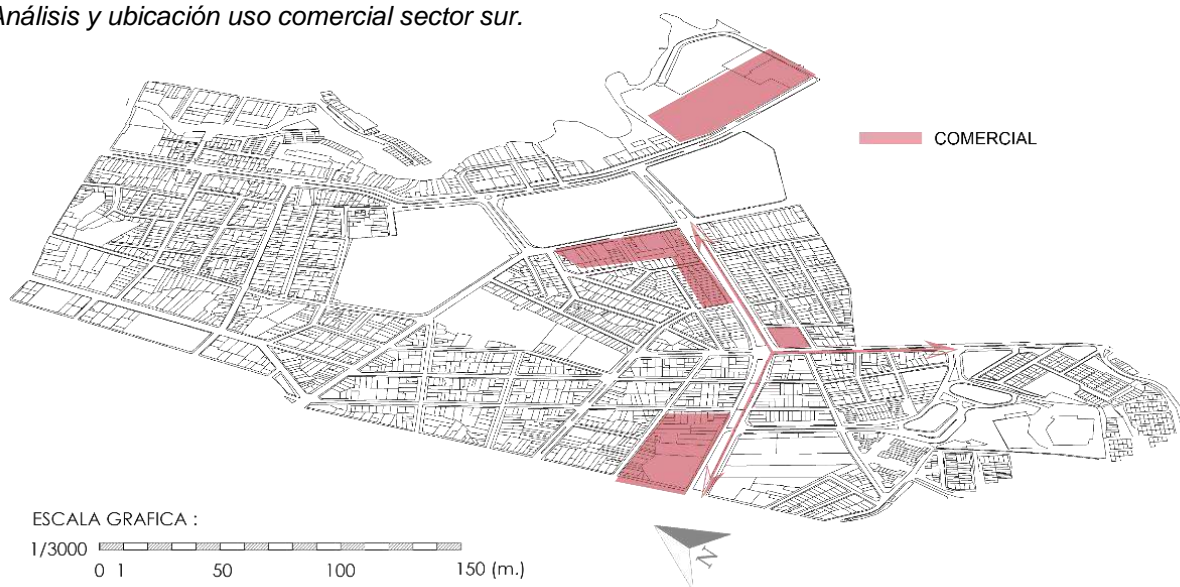 Análisis y ubicación uso comercial sector sur.
COMERCIAL
ESCALA GRAFICA :
1/3000
0 1 50 100 150 (m.)
N